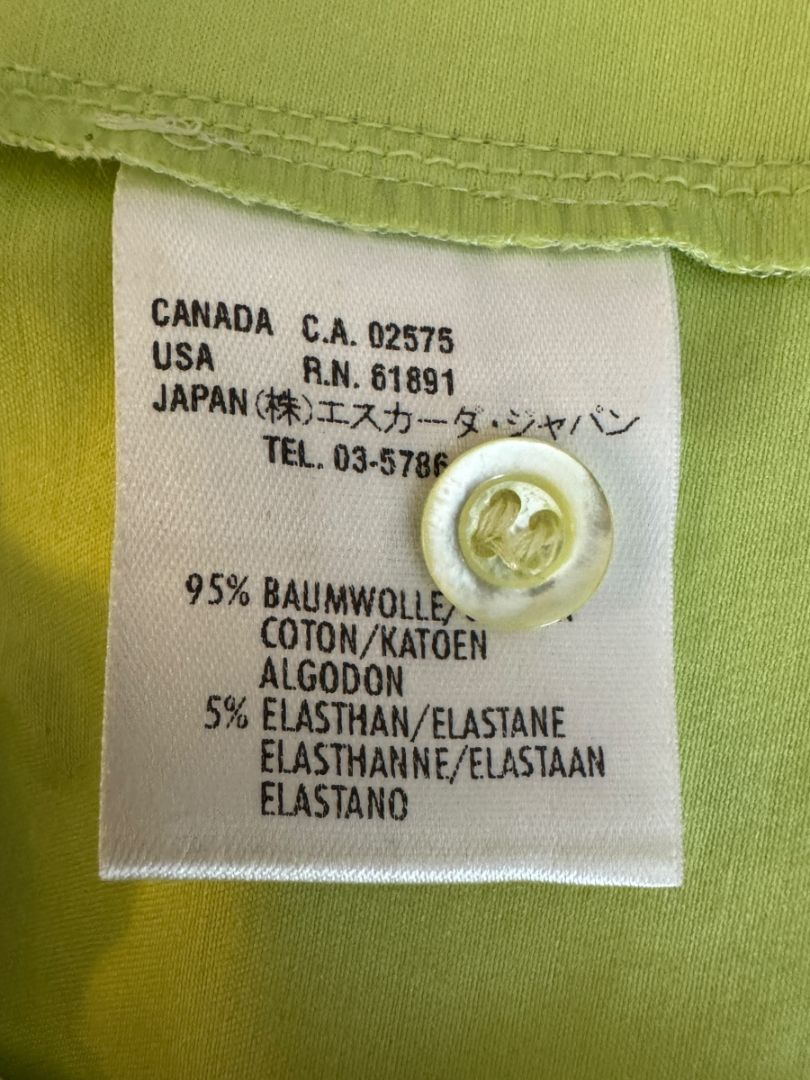 CANADA C.A. 02575
USA R.N. 61891
JAPAN (株)エスカーダ・ジャパン
TEL. 03-5786
95% BAUMWOLLE/
COTON/KATOEN
ALGODON
5% ELASTHAN/ELASTANE
ELASTHANNE/ELASTAAN
ELASTANO